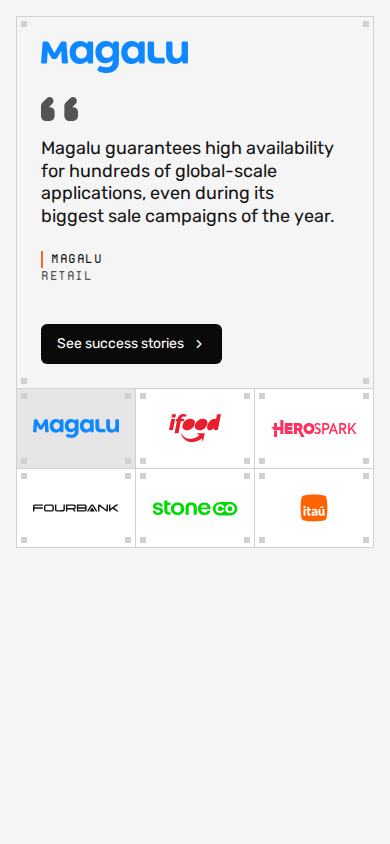 Magalu
Magalu guarantees high availability
for hundreds of global-scale
applications, even during its
biggest sale campaigns of the year.
MAGALU
RETAIL
See success stories
Magalu
ifood
HEROSPARK
FOURBANK
stone co
itaú